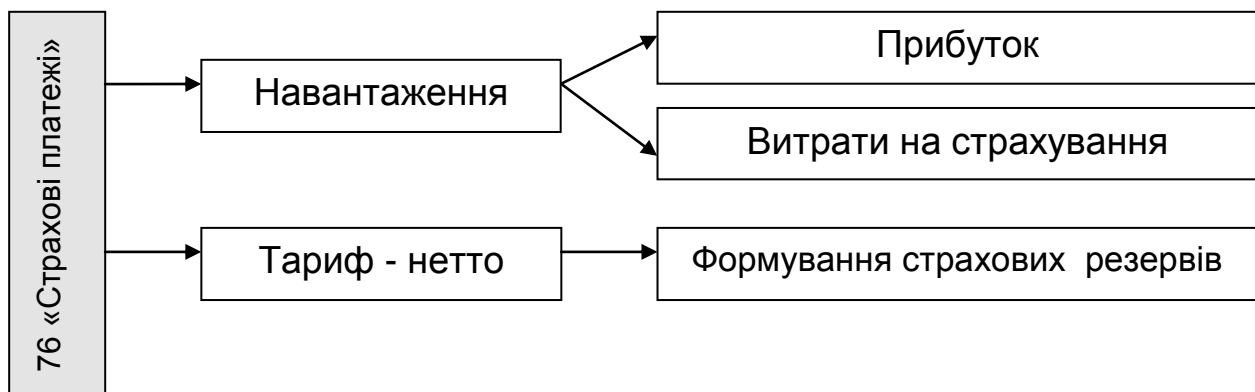 76 «Страхові платежі»
Навантаження
Прибуток
Витрати на страхування
Тариф - нетто
Формування страхових резервів